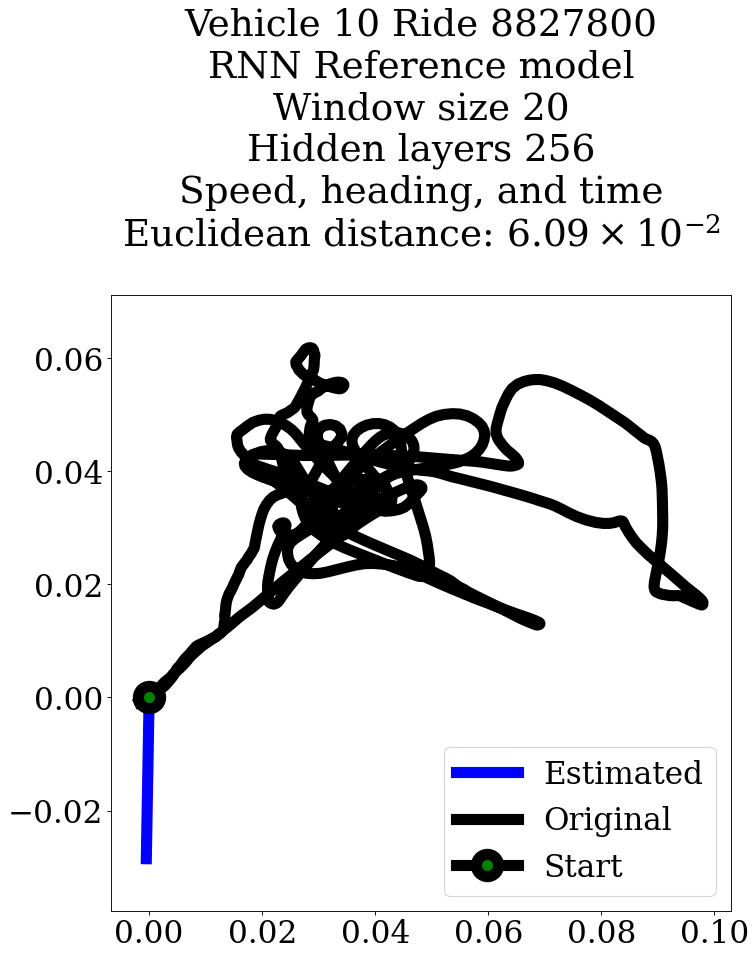 Vehicle 10 Ride 8827800
RNN Reference model
Window size 20
Hidden layers 256
Speed, heading, and time
Euclidean distance: 6.09 × 10⁻²
0.06
0.04
0.02
0.00
−0.02
Estimated
Original
Start
0.00 0.02 0.04 0.06 0.08 0.10